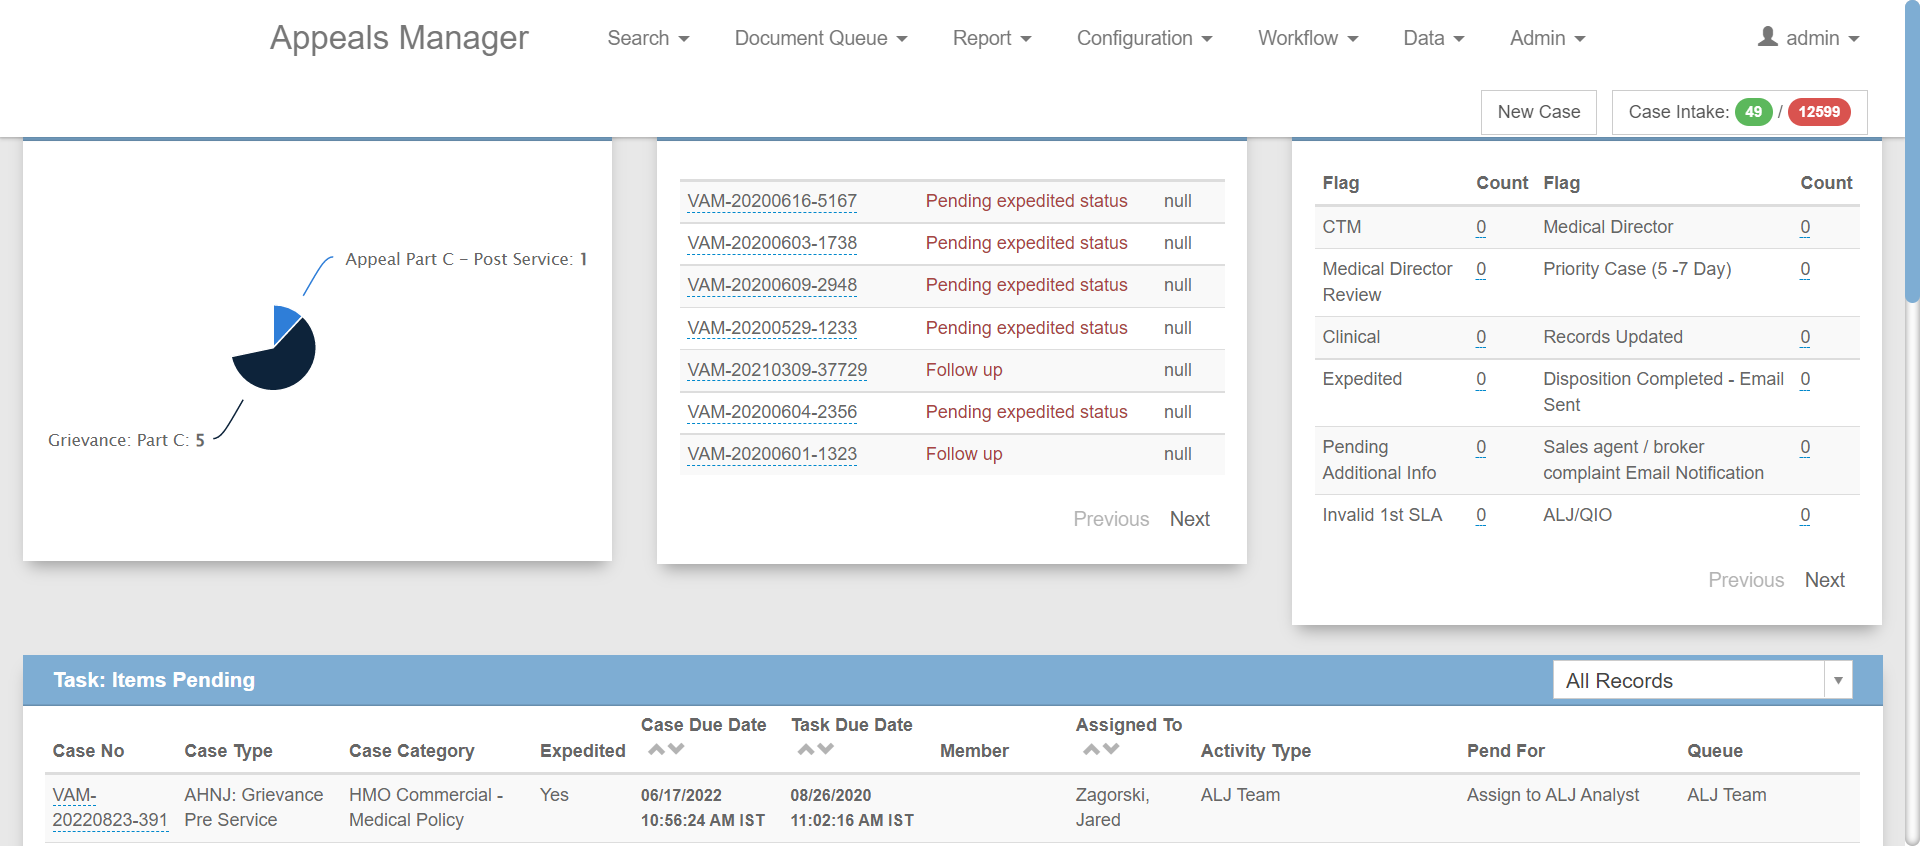 Appeals Manager
Search
Document Queue
Report
Configuration
Workflow
Data
Admin
admin
New Case
Case Intake: 49 / 12599
Appeal Part C - Post Service: 1
Grievance: Part C: 5
VAM-20200616-5167 Pending expedited status null
VAM-20200603-1738 Pending expedited status null
VAM-20200609-2948 Pending expedited status null
VAM-20200529-1233 Pending expedited status null
VAM-20210309-37729 Follow up null
VAM-20200604-2356 Pending expedited status null
VAM-20200601-1323 Follow up null
Previous Next
Flag Count Flag Count
CTM 0 Medical Director 0
Medical Director 0 Priority Case (5 -7 Day) 0
Review
Clinical 0 Records Updated 0
Expedited 0 Disposition Completed - Email 0
Sent
Pending 0 Sales agent / broker 0
Additional Info complaint Email Notification
Invalid 1st SLA 0 ALJ/QIO 0
Previous Next
Task: Items Pending
All Records
Case No Case Type Case Category Expedited Case Due Date Task Due Date Member Assigned To Activity Type Pend For Queue
VAM- AHNJ: Grievance HMO Commercial - Yes 06/17/2022 08/26/2020 Zagorski, ALJ Team Assign to ALJ Analyst ALJ Team
20220823-391 Pre Service Medical Policy 10:56:24 AM IST 11:02:16 AM IST Jared